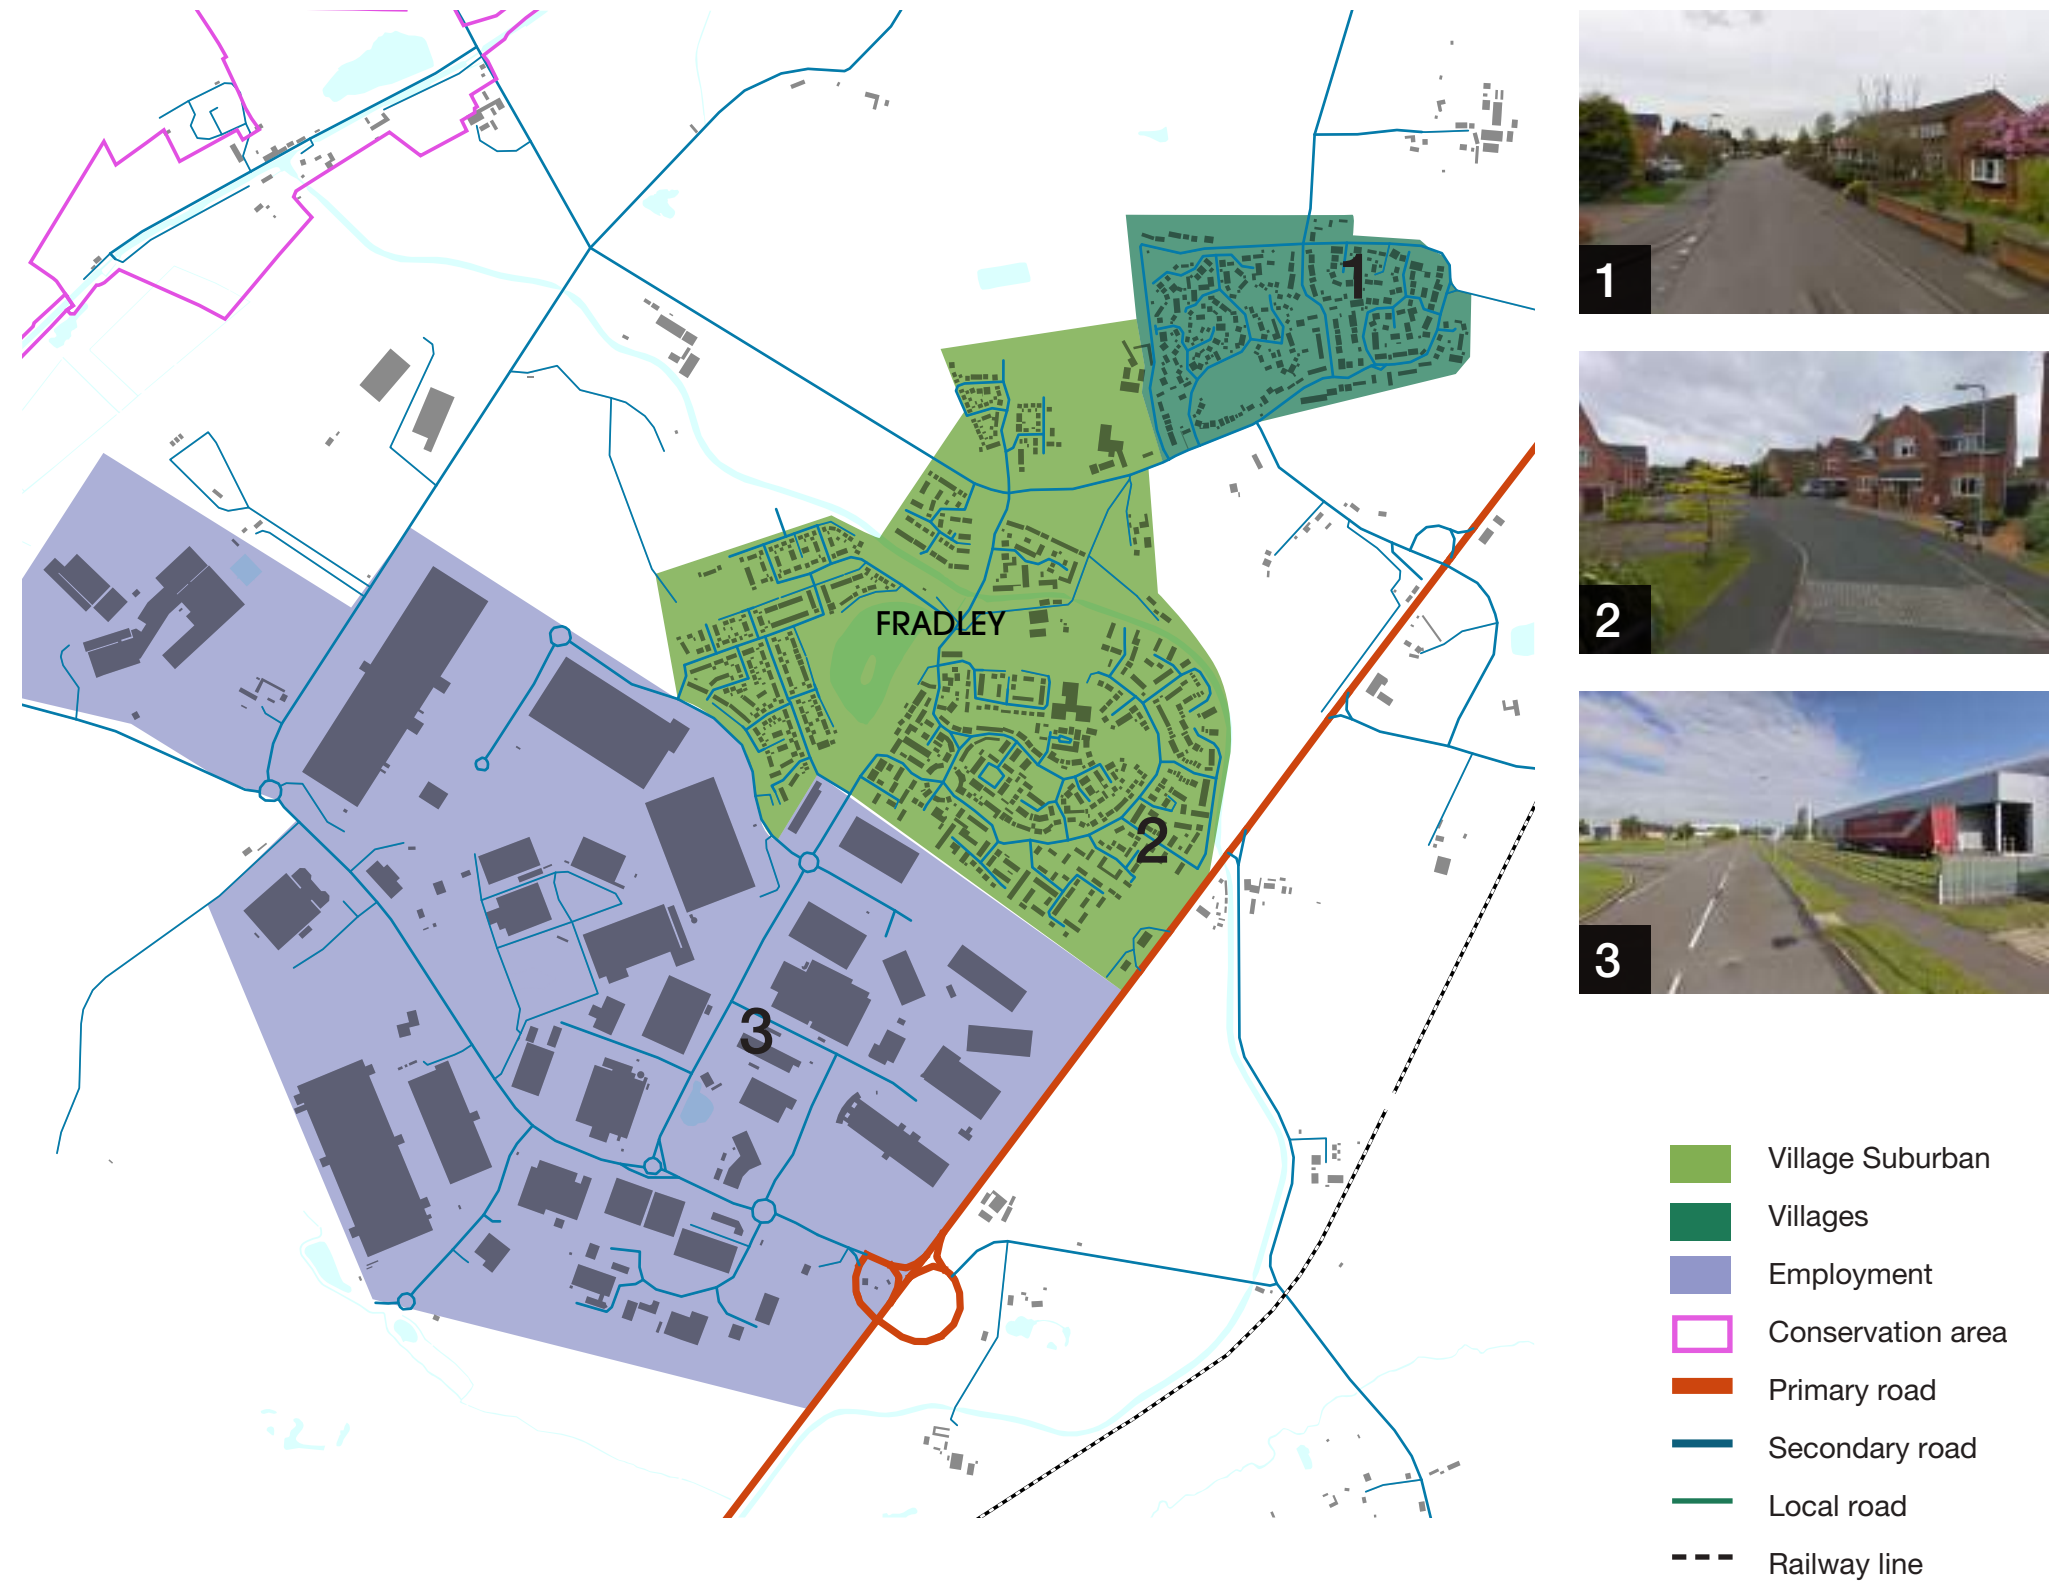 FRADLEY
1
2
3
1
2
3
Village Suburban
Villages
Employment
Conservation area
Primary road
Secondary road
Local road
Railway line